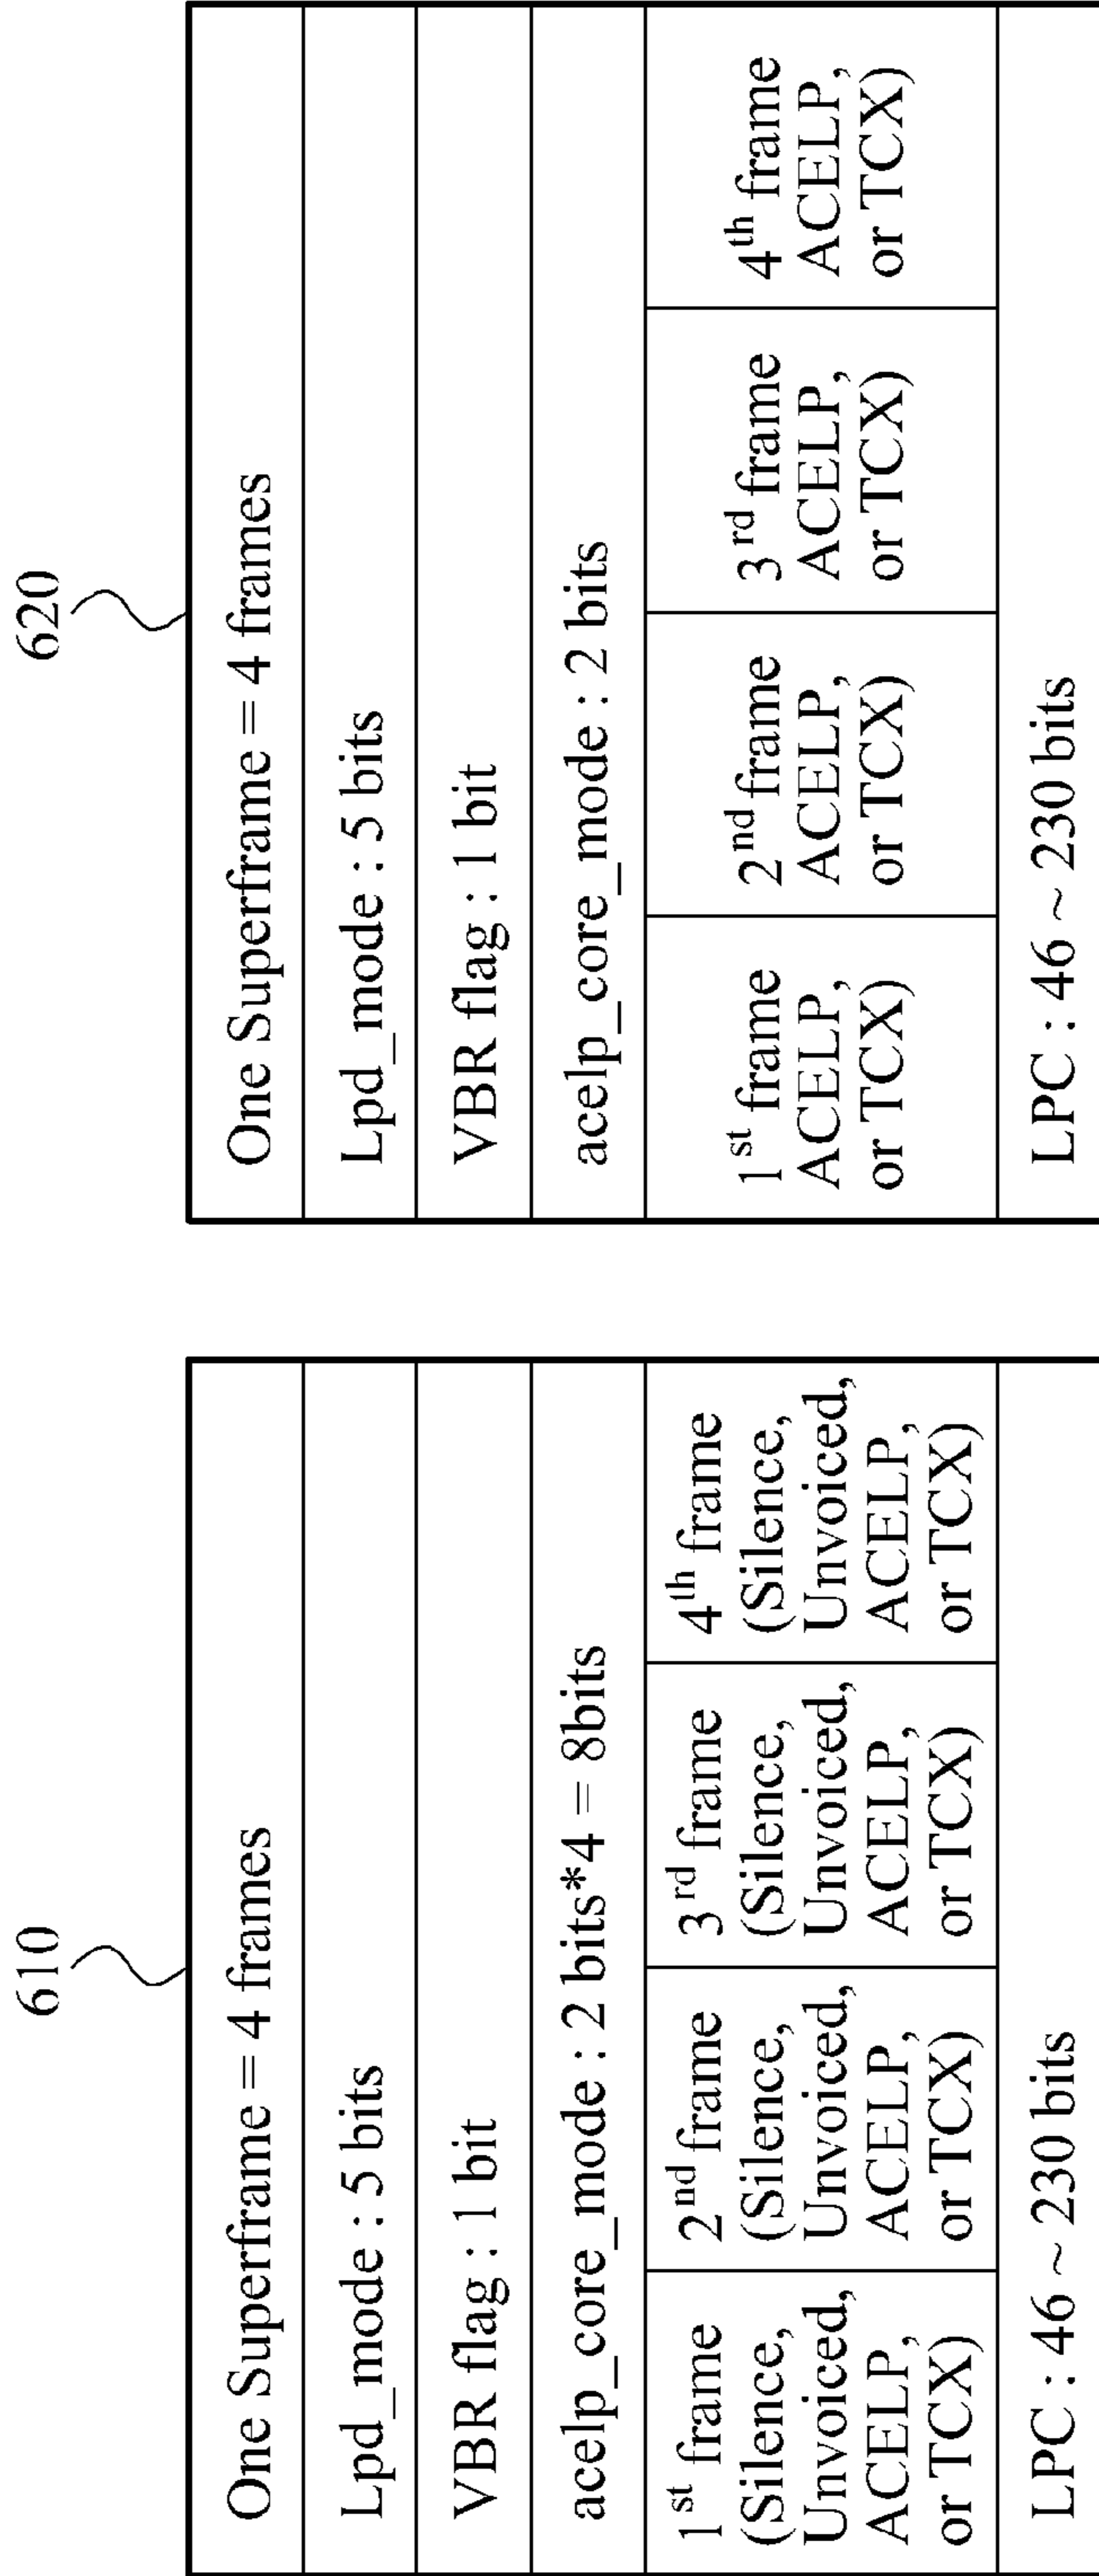 610
One Superframe = 4 frames
Lpd_mode : 5 bits
VBR flag : 1 bit
acelp_core_mode : 2 bits*4 = 8bits
1st frame
(Silence,
Unvoiced,
ACELP,
or TCX)
2nd frame
(Silence,
Unvoiced,
ACELP,
or TCX)
3rd frame
(Silence,
Unvoiced,
ACELP,
or TCX)
4th frame
(Silence,
Unvoiced,
ACELP,
or TCX)
LPC : 46 ~ 230 bits
620
One Superframe = 4 frames
Lpd_mode : 5 bits
VBR flag : 1 bit
acelp_core_mode : 2 bits
1st frame
ACELP,
or TCX)
2nd frame
ACELP,
or TCX)
3rd frame
ACELP,
or TCX)
4th frame
ACELP,
or TCX)
LPC : 46 ~ 230 bits